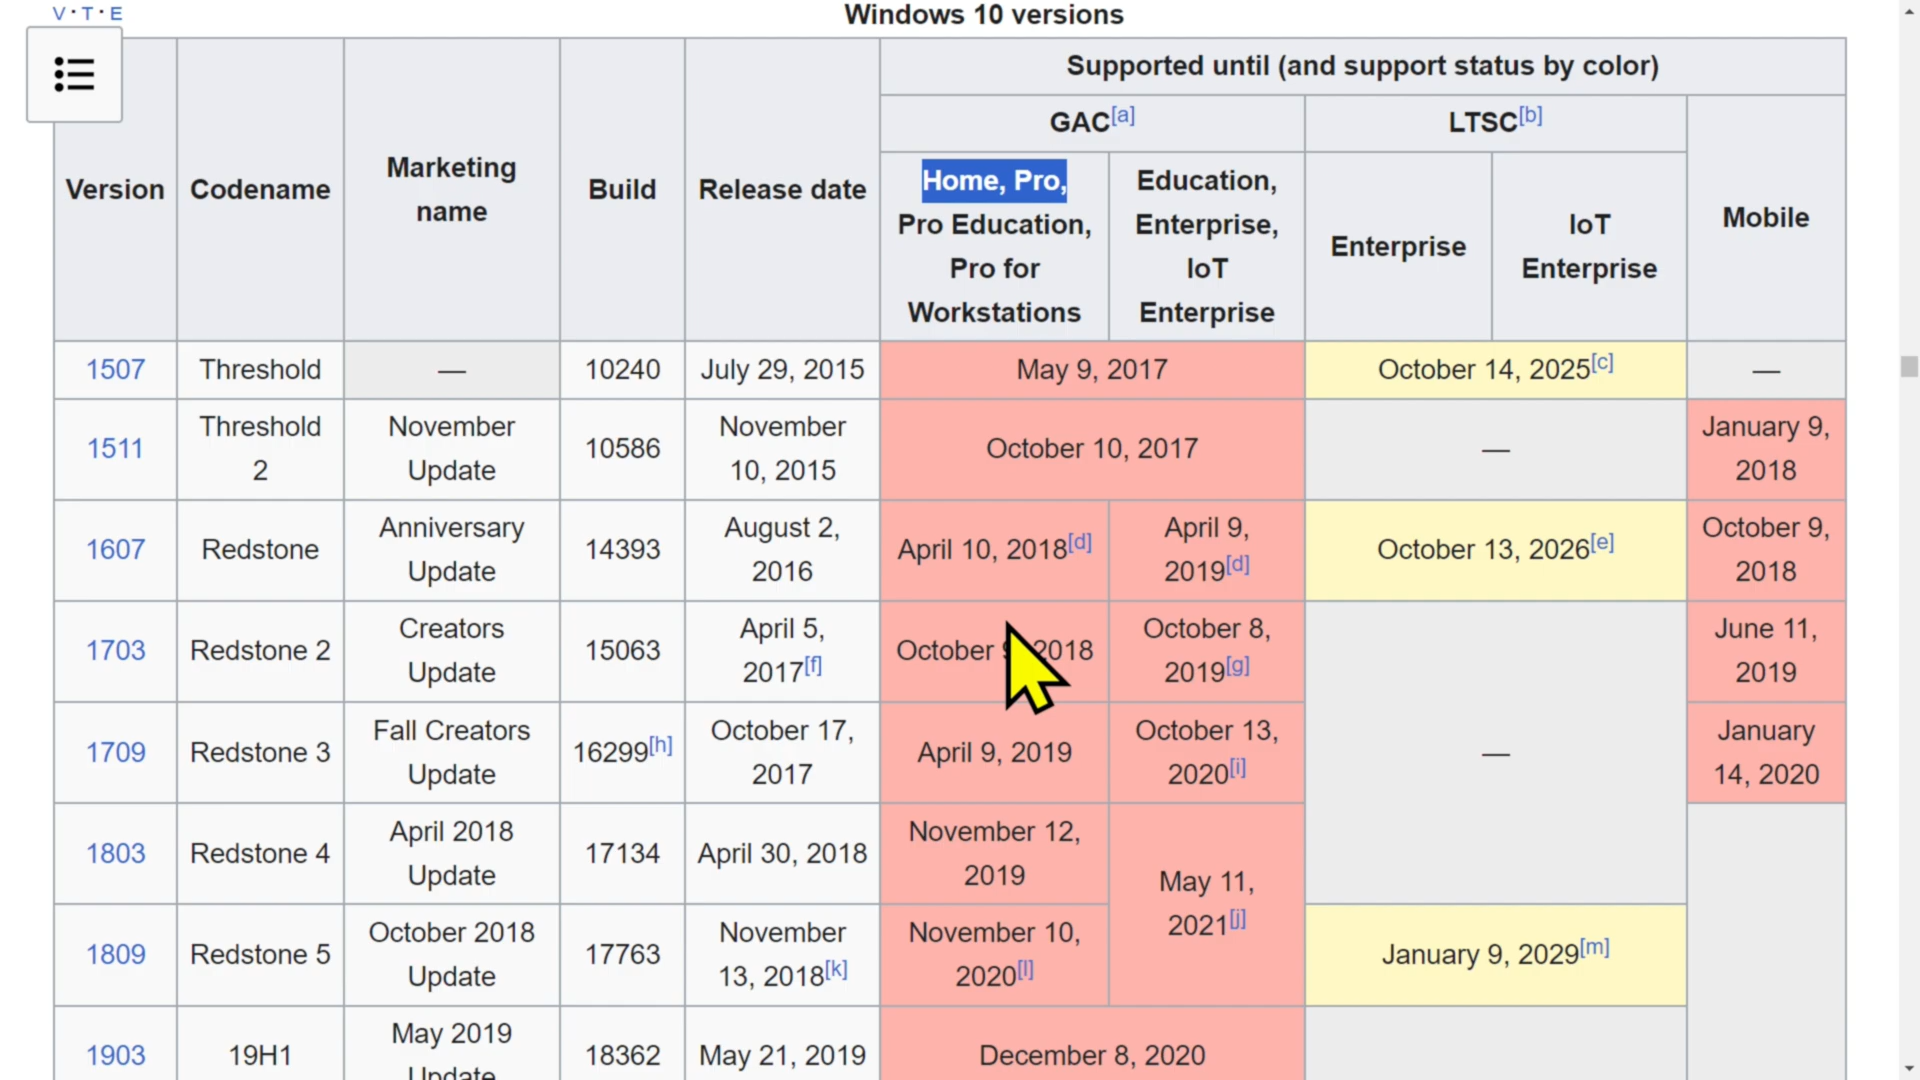 V · T · E
Windows 10 versions
Version
Codename
Marketing
name
Build
Release date
Supported until (and support status by color)
GAC[a]
LTSC[b]
Mobile
Home, Pro,
Pro Education,
Pro for
Workstations
Education,
Enterprise,
IoT
Enterprise
Enterprise
IoT
Enterprise
1507
Threshold
—
10240
July 29, 2015
May 9, 2017
October 14, 2025[c]
—
1511
Threshold
2
November
Update
10586
November
10, 2015
October 10, 2017
—
January 9,
2018
1607
Redstone
Anniversary
Update
14393
August 2,
2016
April 10, 2018[d]
April 9,
2019[d]
October 13, 2026[e]
October 9,
2018
1703
Redstone 2
Creators
Update
15063
April 5,
2017[f]
October 9, 2018
October 8,
2019[g]
—
June 11,
2019
1709
Redstone 3
Fall Creators
Update
16299[h]
October 17,
2017
April 9, 2019
October 13,
2020[i]
January
14, 2020
1803
Redstone 4
April 2018
Update
17134
April 30, 2018
November 12,
2019
May 11,
2021[j]
1809
Redstone 5
October 2018
Update
17763
November
13, 2018[k]
November 10,
2020[l]
January 9, 2029[m]
1903
19H1
May 2019
Update
18362
May 21, 2019
December 8, 2020